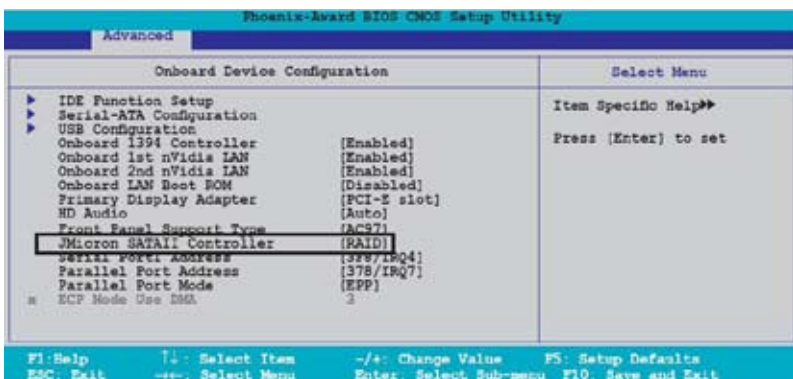 Phoenix-Award BIOS CMOS Setup Utility
Advanced
Onboard Device Configuration
Select Menu
IDE Function Setup
Serial-ATA Configuration
USB Configuration
Onboard 1394 Controller [Enabled]
Onboard 1st nVidia LAN [Enabled]
Onboard 2nd nVidia LAN [Enabled]
Onboard LAN Boot ROM [Disabled]
Primary Display Adapter [PCI-E slot]
HD Audio [Auto]
Front Panel Support Type [AC97]
JMicron SATAII Controller [RAID]
Serial Port1 Address [3F8/IRQ4]
Parallel Port Address [378/IRQ7]
Parallel Port Mode [EPP]
x ECP Mode Use DMA 3
Item Specific Help
Press [Enter] to set
F1:Help ↑↓: Select Item -/+: Change Value F5: Setup Defaults
ESC: Exit →←: Select Menu Enter: Select Sub-menu F10: Save and Exit